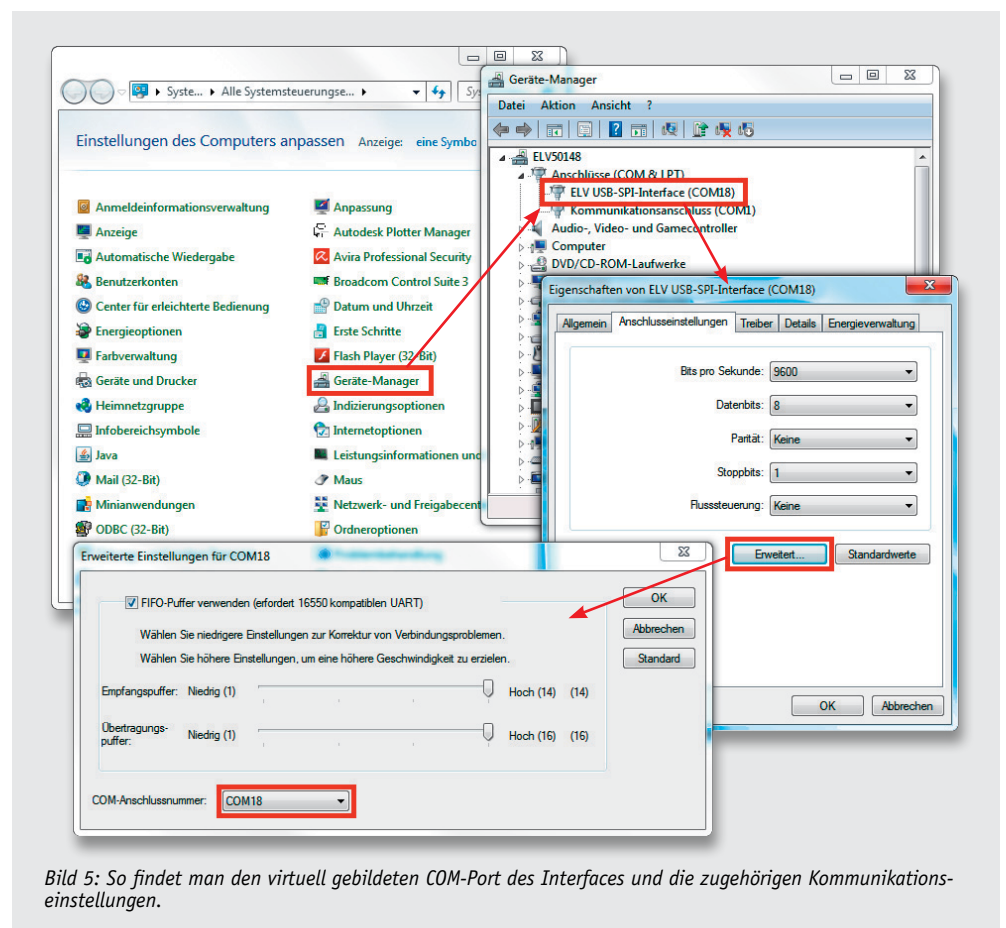 Syste... ▸ Alle Systemsteuerungse... ▸
Einstellungen des Computers anpassen Anzeige: eine Symbo
Anmeldeinformationsverwaltung
Anzeige
Automatische Wiedergabe
Benutzerkonten
Center für erleichterte Bedienung
Energieoptionen
Farbverwaltung
Geräte und Drucker
Heimnetzgruppe
Infobereichsymbole
Java
Mail (32-Bit)
Minianwendungen
ODBC (32-Bit)
Anpassung
Autodesk Plotter Manager
Avira Professional Security
Broadcom Control Suite 3
Datum und Uhrzeit
Erste Schritte
Flash Player (32-Bit)
Geräte-Manager
Indizierungsoptionen
Internetoptionen
Leistungsinformationen und
Maus
Netzwerk- und Freigabecent
Ordneroptionen
Geräte-Manager
Datei Aktion Ansicht ?
ELV50148
Anschlüsse (COM & LPT)
ELV USB-SPI-Interface (COM18)
Kommunikationsanschluss (COM1)
Audio-, Video- und Gamecontroller
Computer
DVD/CD-ROM-Laufwerke
Eigenschaften von ELV USB-SPI-Interface (COM18)
Allgemein Anschlusseinstellungen Treiber Details Energieverwaltung
Bits pro Sekunde: 9600
Datenbits: 8
Parität: Keine
Stoppbits: 1
Flusssteuerung: Keine
Erweitert... Standardwerte
OK Abbrechen
Erweiterte Einstellungen für COM18
FIFO-Puffer verwenden (erfordert 16550 kompatiblen UART)
Wählen Sie niedrigere Einstellungen zur Korrektur von Verbindungsproblemen.
Wählen Sie höhere Einstellungen, um eine höhere Geschwindigkeit zu erzielen.
Empfangspuffer: Niedrig (1) Hoch (14) (14)
Übertragungs-
puffer: Niedrig (1) Hoch (16) (16)
COM-Anschlussnummer: COM18
OK
Abbrechen
Standard
Bild 5: So findet man den virtuell gebildeten COM-Port des Interfaces und die zugehörigen Kommunikations-
einstellungen.